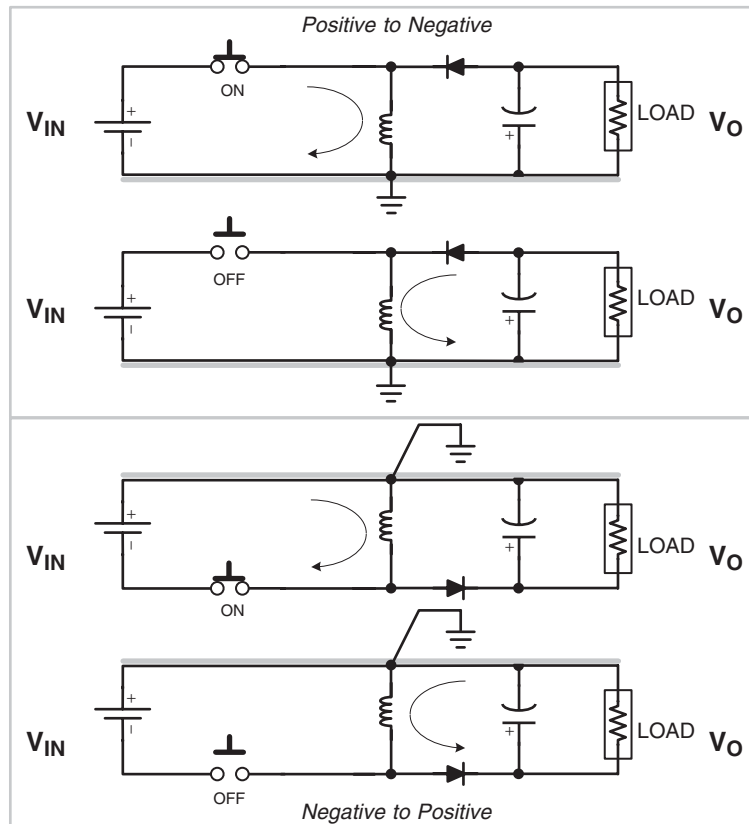 Positive to Negative
ON
V_IN + − + LOAD V_O
OFF
V_IN + − + LOAD V_O
V_IN + − + LOAD V_O
ON
V_IN + − + LOAD V_O
OFF
Negative to Positive